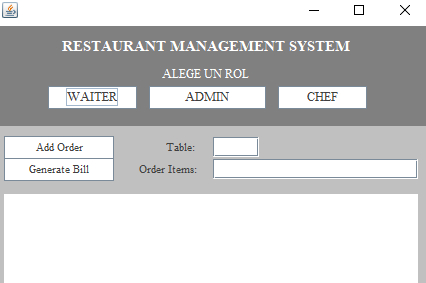 RESTAURANT MANAGEMENT SYSTEM
ALEGE UN ROL
WAITER ADMIN CHEF
Add Order Table:
Generate Bill Order Items: